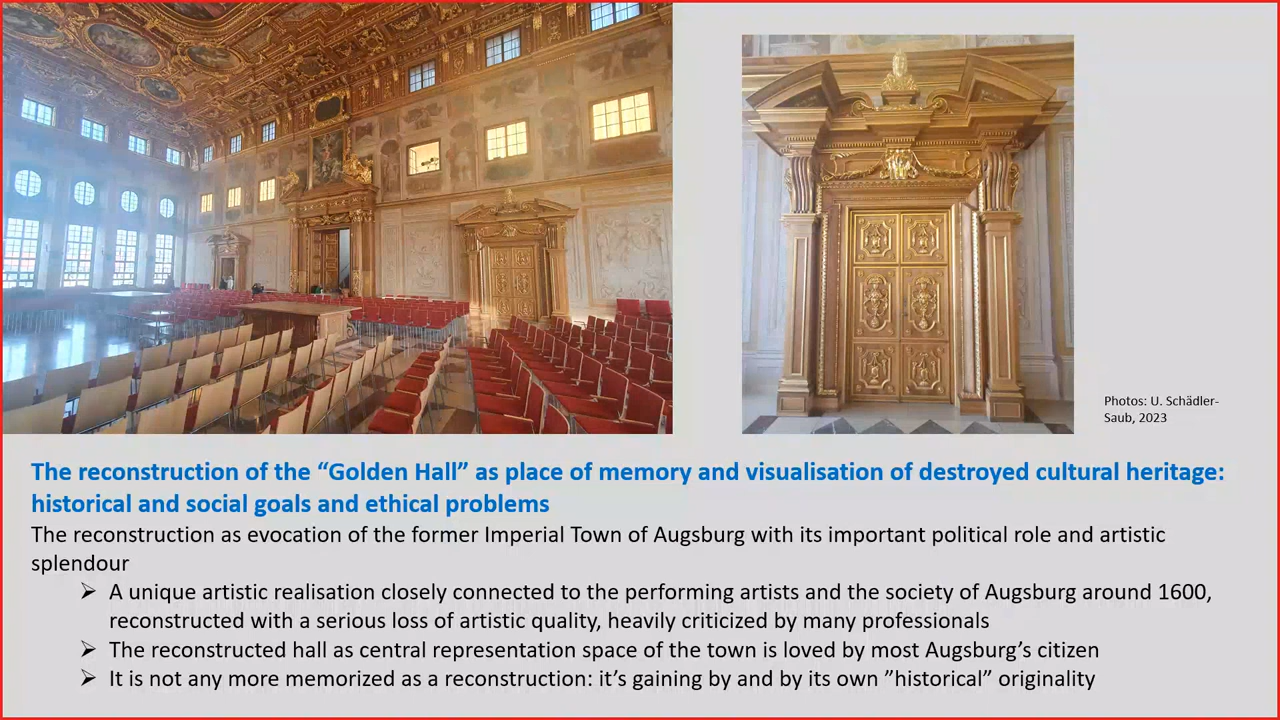 Photos: U. Schädler-
Saub, 2023
The reconstruction of the “Golden Hall” as place of memory and visualisation of destroyed cultural heritage:
historical and social goals and ethical problems
The reconstruction as evocation of the former Imperial Town of Augsburg with its important political role and artistic
splendour
➢ A unique artistic realisation closely connected to the performing artists and the society of Augsburg around 1600,
reconstructed with a serious loss of artistic quality, heavily criticized by many professionals
➢ The reconstructed hall as central representation space of the town is loved by most Augsburg’s citizen
➢ It is not any more memorized as a reconstruction: it’s gaining by and by its own ”historical” originality